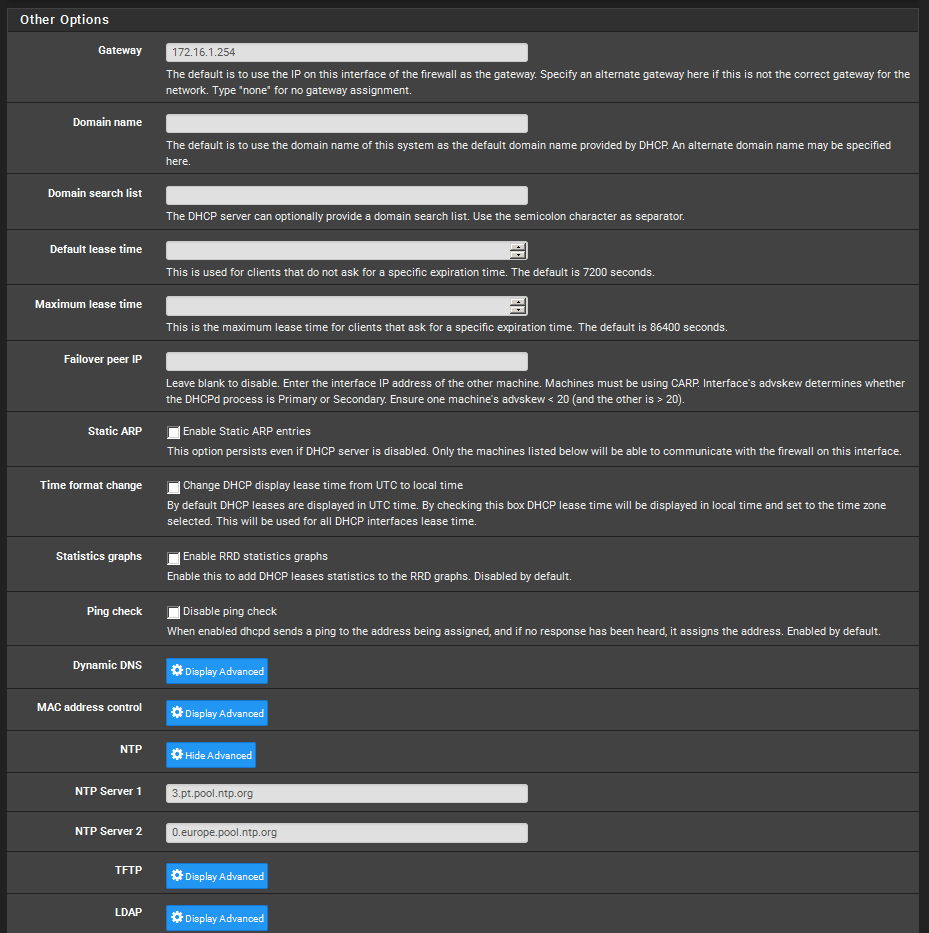 Other Options
Gateway
172.16.1.254
The default is to use the IP on this interface of the firewall as the gateway. Specify an alternate gateway here if this is not the correct gateway for the
network. Type "none" for no gateway assignment.
Domain name
The default is to use the domain name of this system as the default domain name provided by DHCP. An alternate domain name may be specified
here.
Domain search list
The DHCP server can optionally provide a domain search list. Use the semicolon character as separator.
Default lease time
This is used for clients that do not ask for a specific expiration time. The default is 7200 seconds.
Maximum lease time
This is the maximum lease time for clients that ask for a specific expiration time. The default is 86400 seconds.
Failover peer IP
Leave blank to disable. Enter the interface IP address of the other machine. Machines must be using CARP. Interface's advskew determines whether
the DHCPd process is Primary or Secondary. Ensure one machine's advskew < 20 (and the other is > 20).
Static ARP
Enable Static ARP entries
This option persists even if DHCP server is disabled. Only the machines listed below will be able to communicate with the firewall on this interface.
Time format change
Change DHCP display lease time from UTC to local time
By default DHCP leases are displayed in UTC time. By checking this box DHCP lease time will be displayed in local time and set to the time zone
selected. This will be used for all DHCP interfaces lease time.
Statistics graphs
Enable RRD statistics graphs
Enable this to add DHCP leases statistics to the RRD graphs. Disabled by default.
Ping check
Disable ping check
When enabled dhcpd sends a ping to the address being assigned, and if no response has been heard, it assigns the address. Enabled by default.
Dynamic DNS
Display Advanced
MAC address control
Display Advanced
NTP
Hide Advanced
NTP Server 1
3.pt.pool.ntp.org
NTP Server 2
0.europe.pool.ntp.org
TFTP
Display Advanced
LDAP
Display Advanced